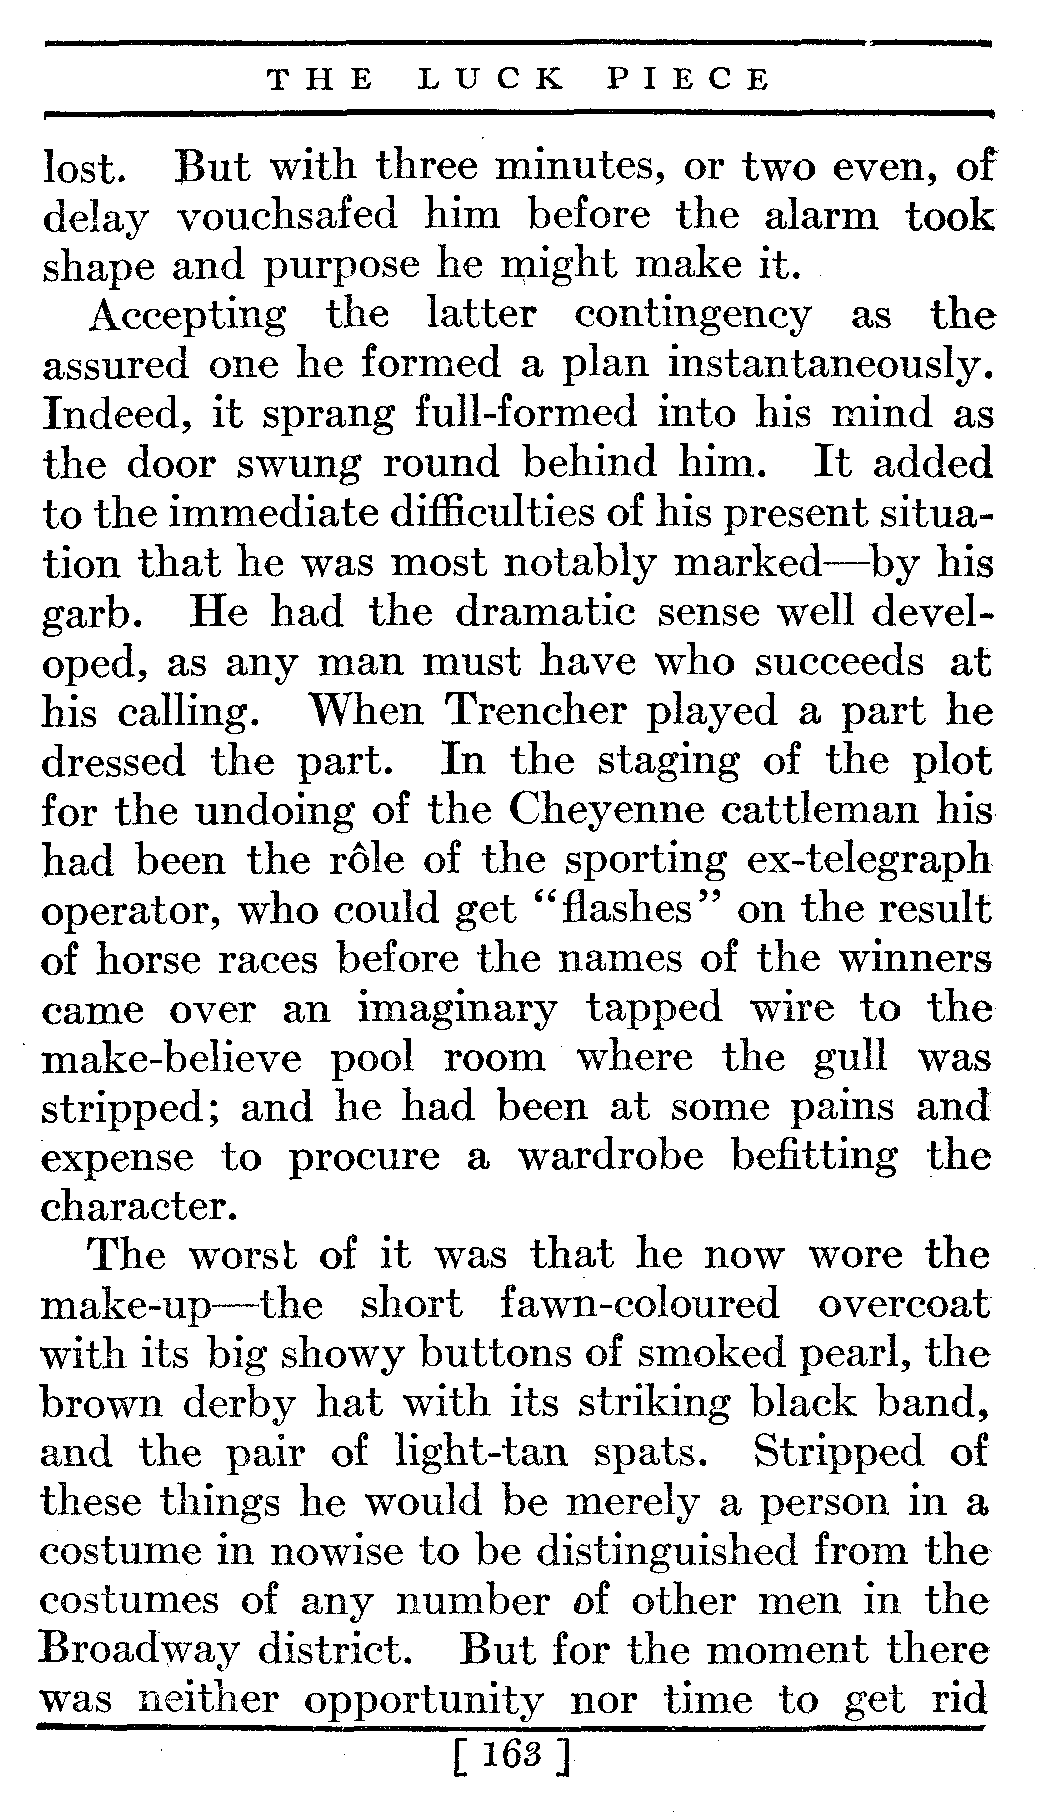 THE LUCK PIECE
lost. But with three minutes, or two even, of
delay vouchsafed him before the alarm took
shape and purpose he might make it.
Accepting the latter contingency as the
assured one he formed a plan instantaneously.
Indeed, it sprang full-formed into his mind as
the door swung round behind him. It added
to the immediate difficulties of his present situa-
tion that he was most notably marked—by his
garb. He had the dramatic sense well devel-
oped, as any man must have who succeeds at
his calling. When Trencher played a part he
dressed the part. In the staging of the plot
for the undoing of the Cheyenne cattleman his
had been the rôle of the sporting ex-telegraph
operator, who could get “flashes” on the result
of horse races before the names of the winners
came over an imaginary tapped wire to the
make-believe pool room where the gull was
stripped; and he had been at some pains and
expense to procure a wardrobe befitting the
character.
The worst of it was that he now wore the
make-up—the short fawn-coloured overcoat
with its big showy buttons of smoked pearl, the
brown derby hat with its striking black band,
and the pair of light-tan spats. Stripped of
these things he would be merely a person in a
costume in nowise to be distinguished from the
costumes of any number of other men in the
Broadway district. But for the moment there
was neither opportunity nor time to get rid
[ 163 ]